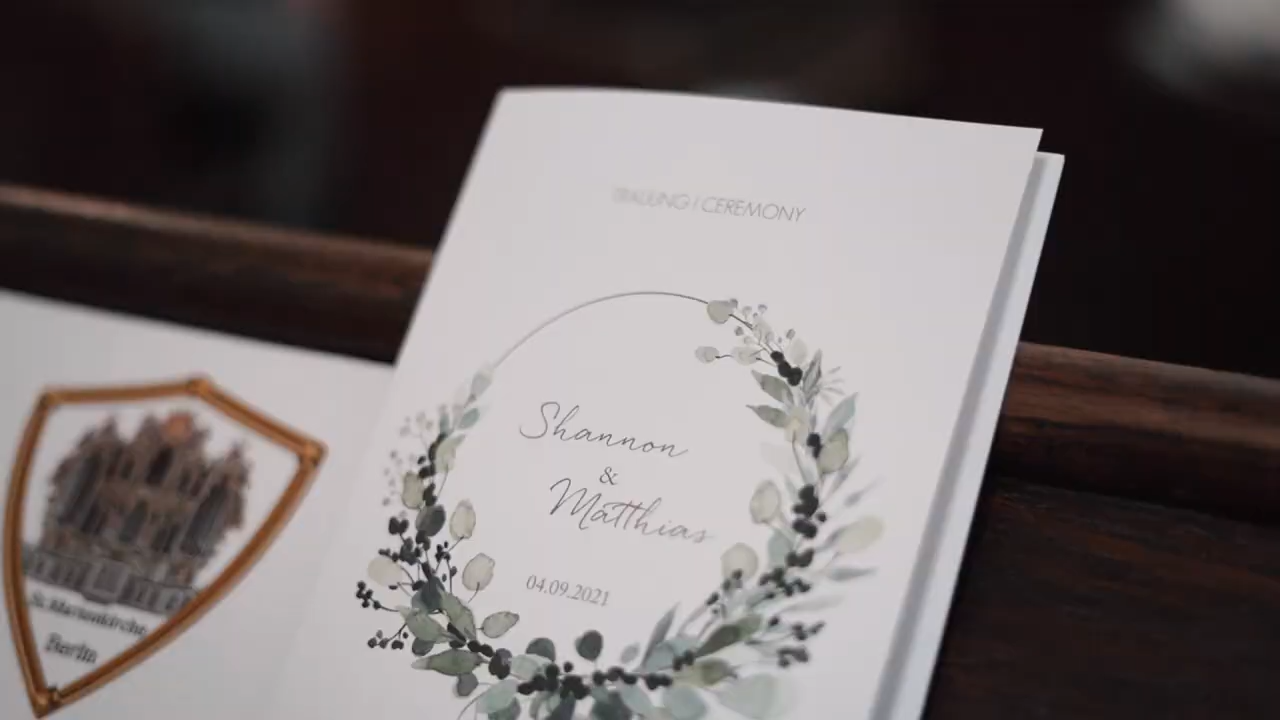 TRAUUNG | CEREMONY
Shannon
&
Matthias
04.09.2021
St. Marienkirche
Berlin